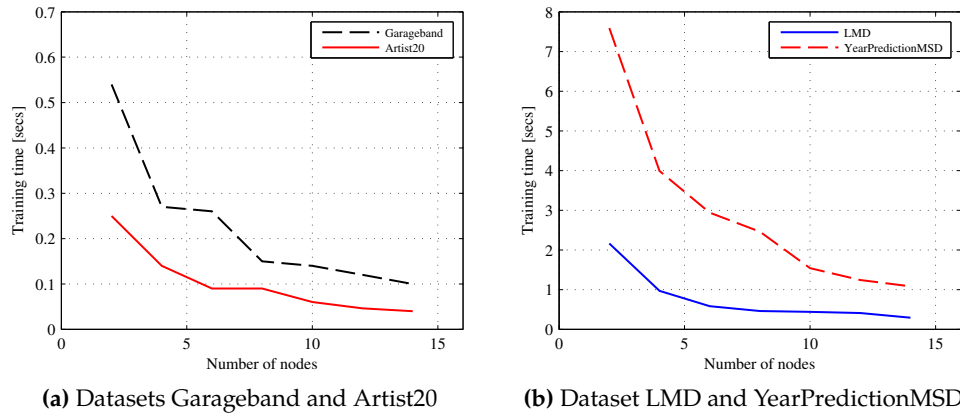 0.7
0.6
0.5
0.4
0.3
0.2
0.1
0
Training time [secs]
Garageband
Artist20
0 5 10 15
Number of nodes
(a) Datasets Garageband and Artist20
8
7
6
5
4
3
2
1
0
Training time [secs]
LMD
YearPredictionMSD
0 5 10 15
Number of nodes
(b) Dataset LMD and YearPredictionMSD